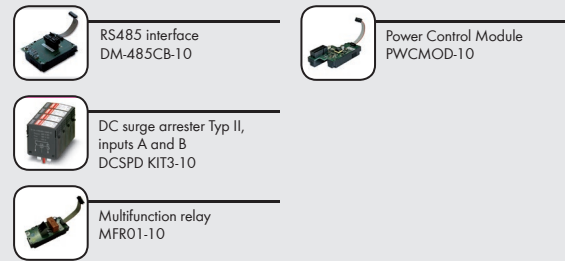 RS485 interface
DM-485CB-10
Power Control Module
PWCMOD-10
DC surge arrester Typ II,
inputs A and B
DCSPD KIT3-10
Multifunction relay
MFR01-10